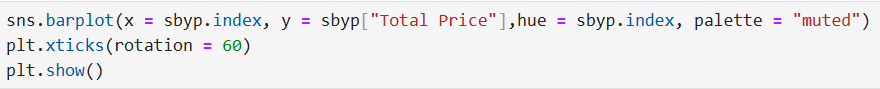 sns.barplot(x = sbyp.index, y = sbyp["Total Price"],hue = sbyp.index, palette = "muted")
plt.xticks(rotation = 60)
plt.show()